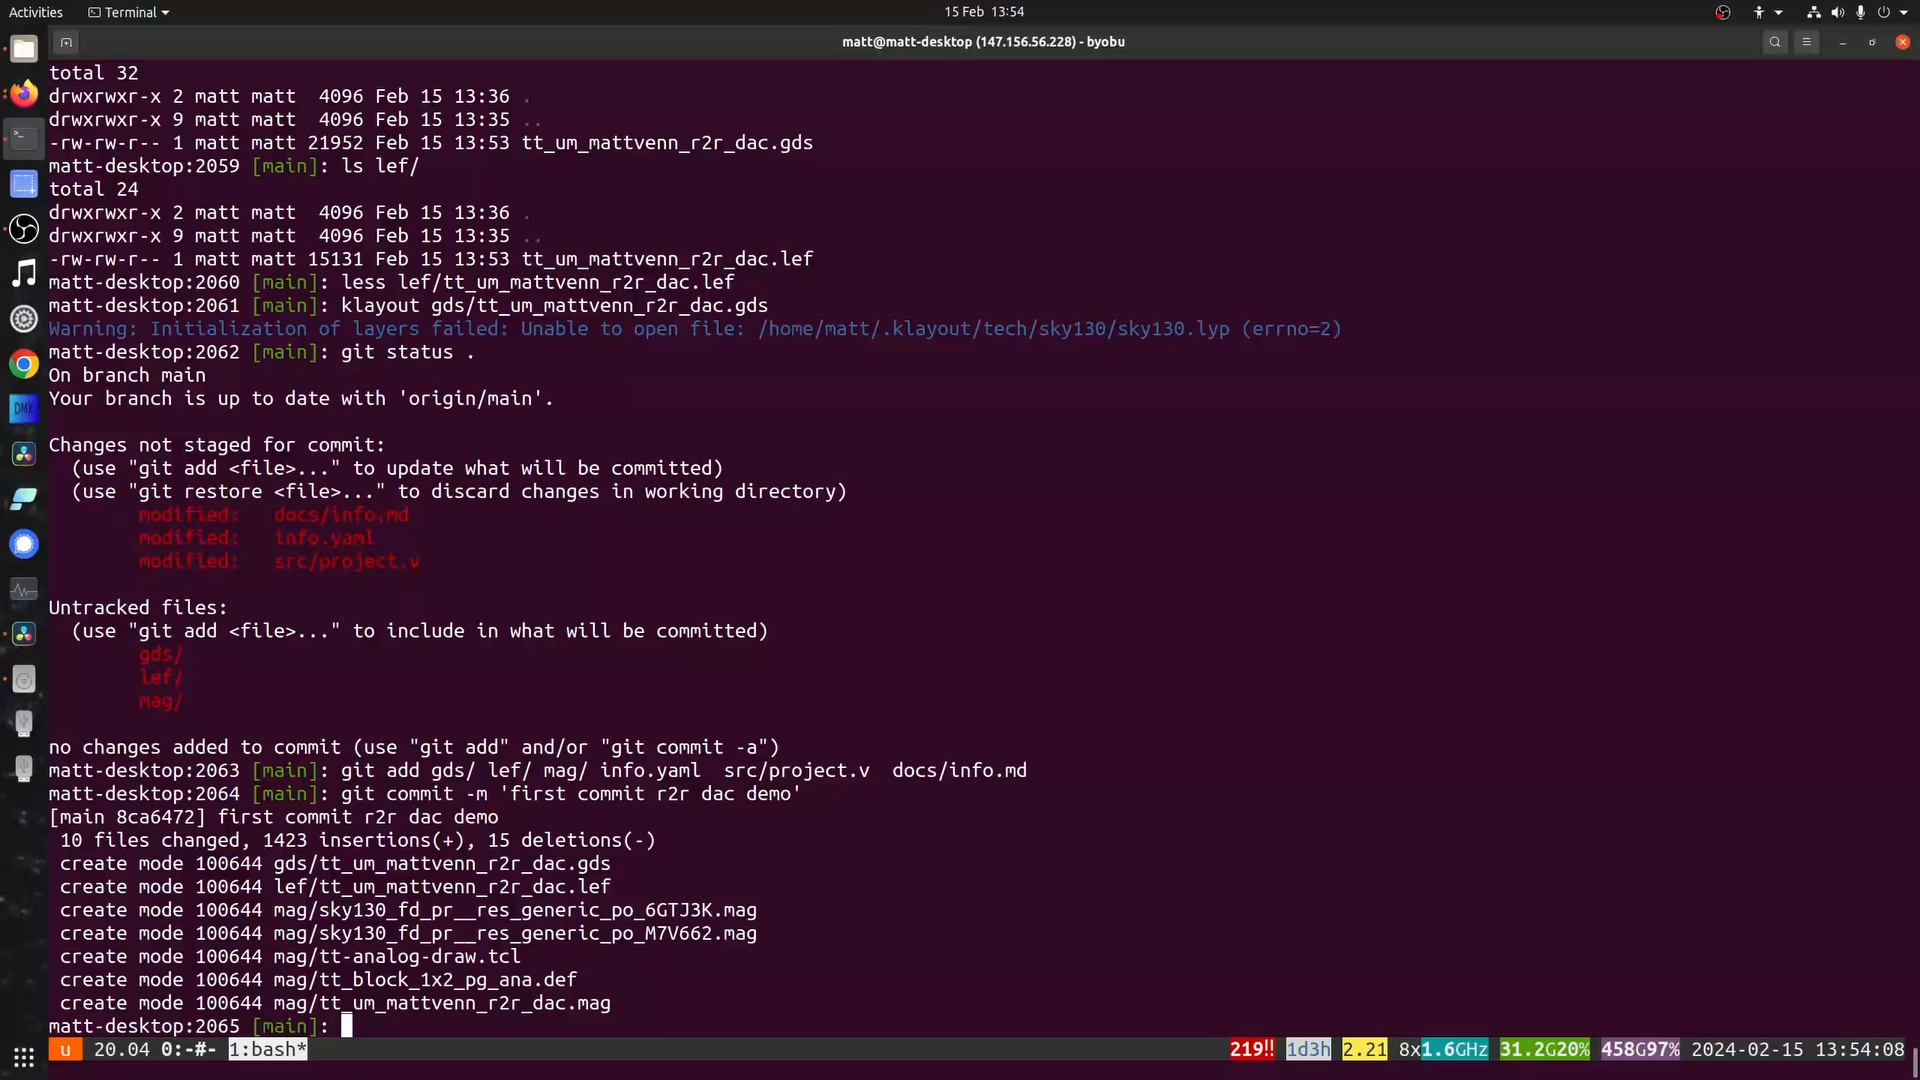 Activities
Terminal
15 Feb 13:54
matt@matt-desktop (147.156.56.228) - byobu
total 32
drwxrwxr-x 2 matt matt  4096 Feb 15 13:36 .
drwxrwxr-x 9 matt matt  4096 Feb 15 13:35 ..
-rw-rw-r-- 1 matt matt 21952 Feb 15 13:53 tt_um_mattvenn_r2r_dac.gds
matt-desktop:2059 [main]: ls lef/
total 24
drwxrwxr-x 2 matt matt  4096 Feb 15 13:36 .
drwxrwxr-x 9 matt matt  4096 Feb 15 13:35 ..
-rw-rw-r-- 1 matt matt 15131 Feb 15 13:53 tt_um_mattvenn_r2r_dac.lef
matt-desktop:2060 [main]: less lef/tt_um_mattvenn_r2r_dac.lef
matt-desktop:2061 [main]: klayout gds/tt_um_mattvenn_r2r_dac.gds
Warning: Initialization of layers failed: Unable to open file: /home/matt/.klayout/tech/sky130/sky130.lyp (errno=2)
matt-desktop:2062 [main]: git status .
On branch main
Your branch is up to date with 'origin/main'.
Changes not staged for commit:
  (use "git add <file>..." to update what will be committed)
  (use "git restore <file>..." to discard changes in working directory)
        modified:   docs/info.md
        modified:   info.yaml
        modified:   src/project.v
Untracked files:
  (use "git add <file>..." to include in what will be committed)
        gds/
        lef/
        mag/
no changes added to commit (use "git add" and/or "git commit -a")
matt-desktop:2063 [main]: git add gds/ lef/ mag/ info.yaml  src/project.v  docs/info.md
matt-desktop:2064 [main]: git commit -m 'first commit r2r dac demo'
[main 8ca6472] first commit r2r dac demo
 10 files changed, 1423 insertions(+), 15 deletions(-)
 create mode 100644 gds/tt_um_mattvenn_r2r_dac.gds
 create mode 100644 lef/tt_um_mattvenn_r2r_dac.lef
 create mode 100644 mag/sky130_fd_pr__res_generic_po_6GTJ3K.mag
 create mode 100644 mag/sky130_fd_pr__res_generic_po_M7V662.mag
 create mode 100644 mag/tt-analog-draw.tcl
 create mode 100644 mag/tt_block_1x2_pg_ana.def
 create mode 100644 mag/tt_um_mattvenn_r2r_dac.mag
matt-desktop:2065 [main]:
DMX
u 20.04 0:-#- 1:bash* 219!! 1d3h 2.21 8x1.6GHz 31.2G20% 458G97% 2024-02-15 13:54:08